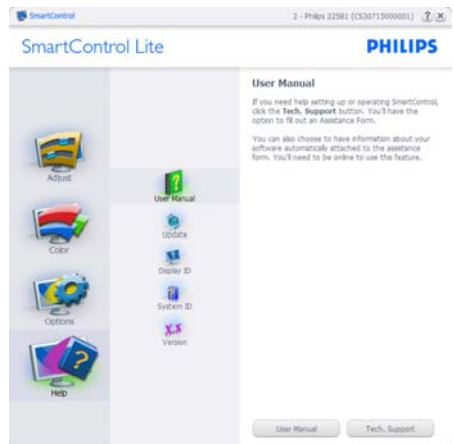 SmartControl
2 - Philips 225B1 (CS30715000001)
SmartControl Lite
PHILIPS
Adjust
Color
Options
Help
User Manual
Update
Display ID
System ID
X.X
Version
User Manual
If you need help setting up or operating SmartControl,
click the Tech. Support button. You'll have the
option to fill out an Assistance Form.
You can also choose to have information about your
software automatically attached to the assistance
form. You'll need to be online to use this feature.
User Manual
Tech. Support